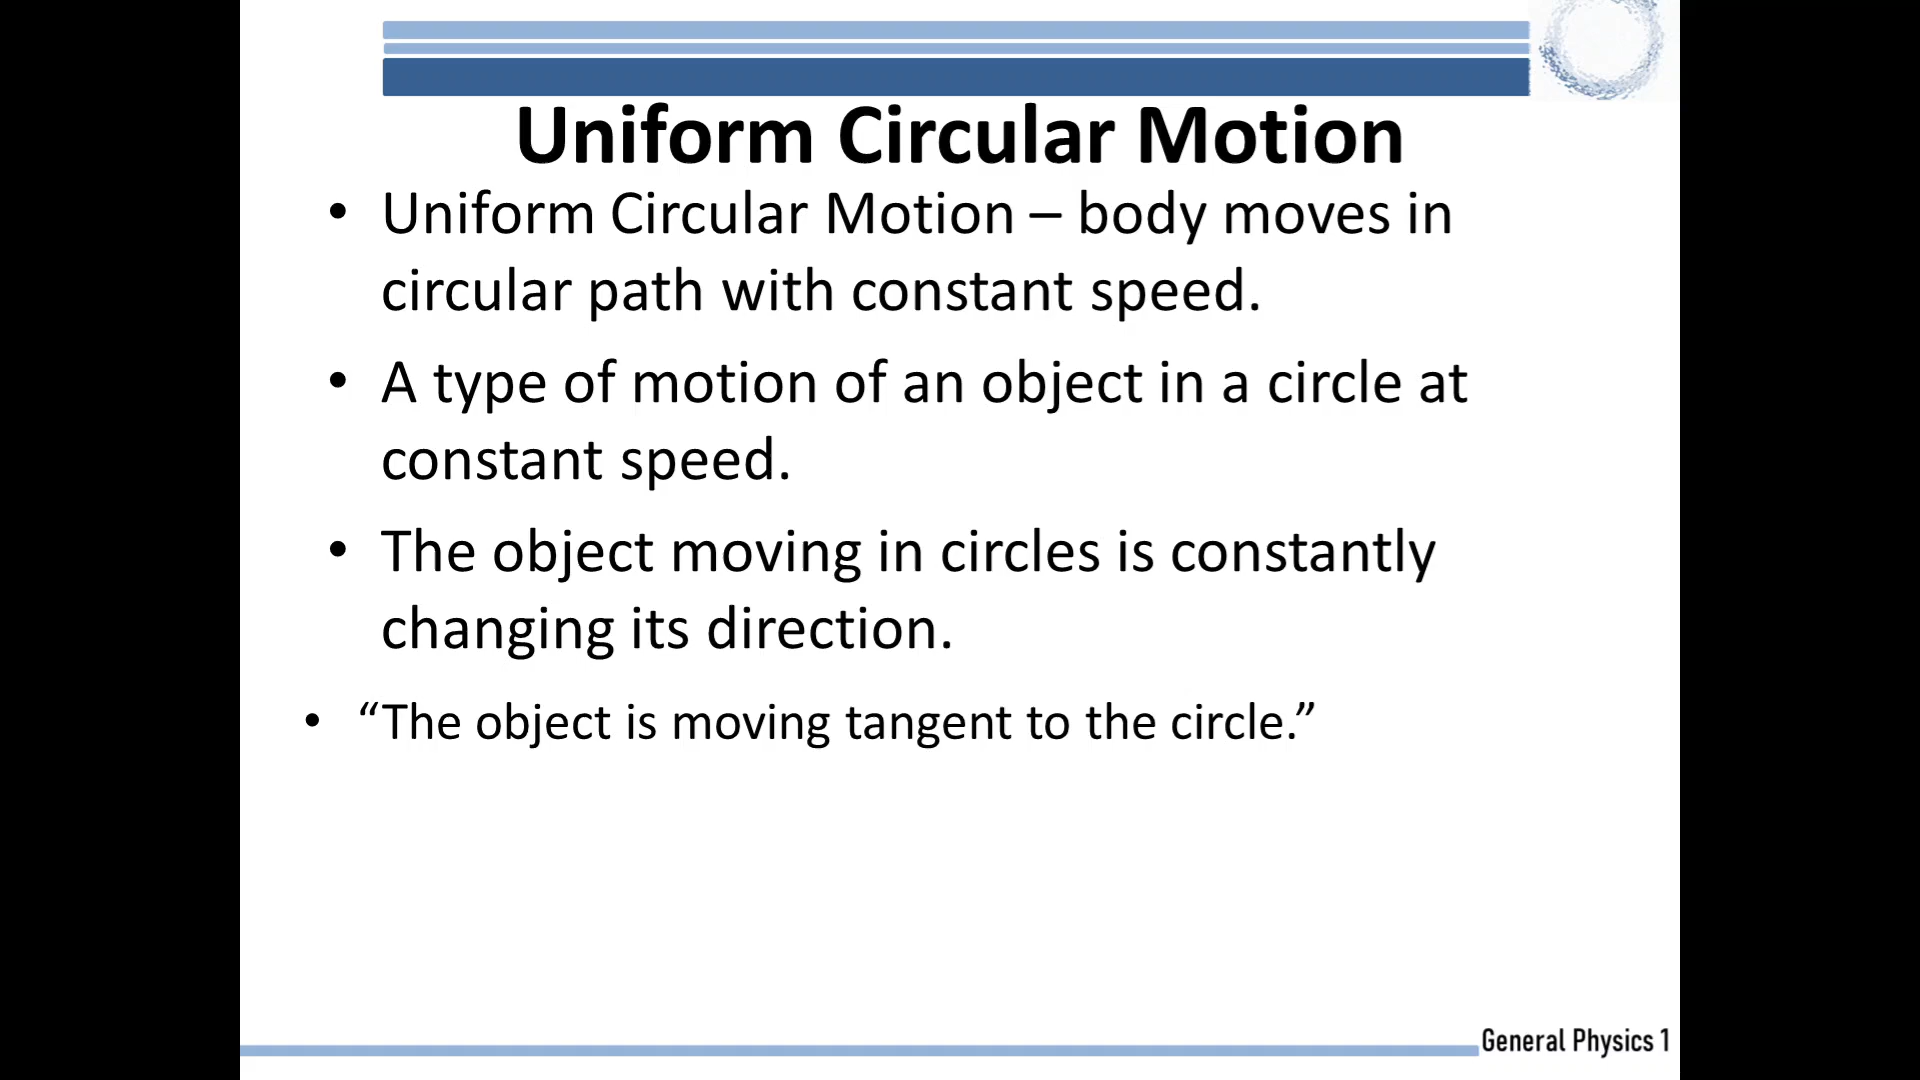 Uniform Circular Motion
• Uniform Circular Motion – body moves in
circular path with constant speed.
• A type of motion of an object in a circle at
constant speed.
• The object moving in circles is constantly
changing its direction.
• “The object is moving tangent to the circle.”
General Physics 1